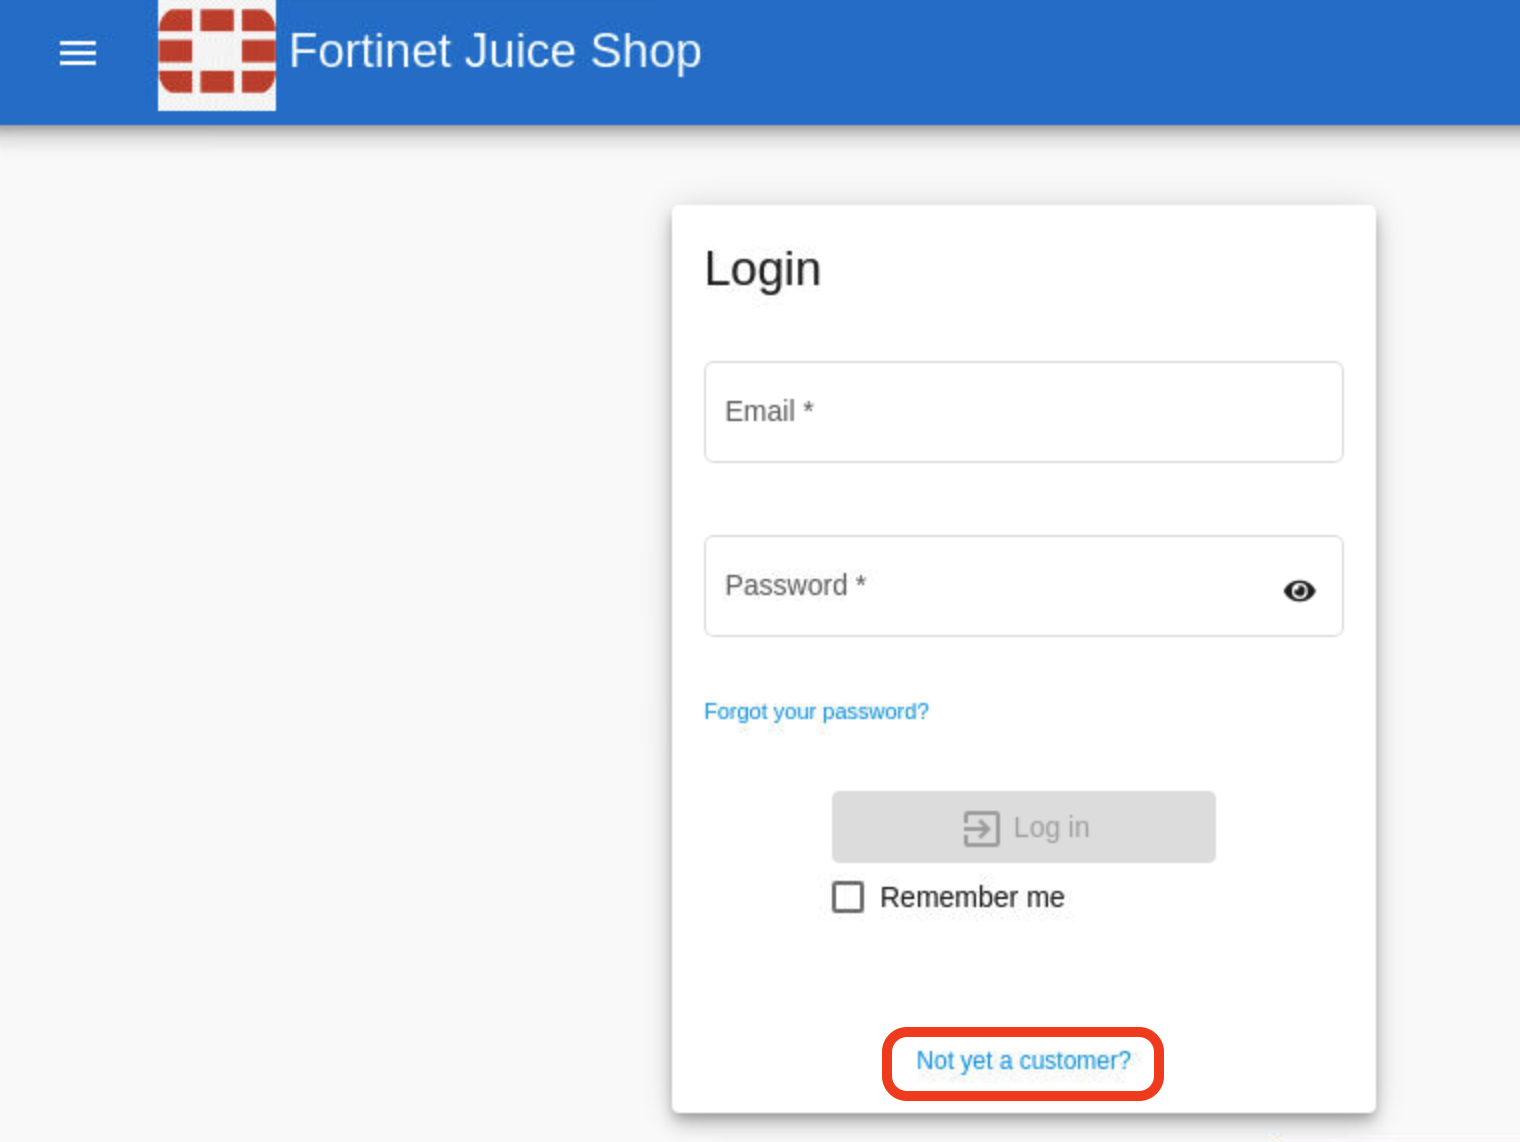 Fortinet Juice Shop
Login
Email *
Password *
Forgot your password?
Log in
Remember me
Not yet a customer?